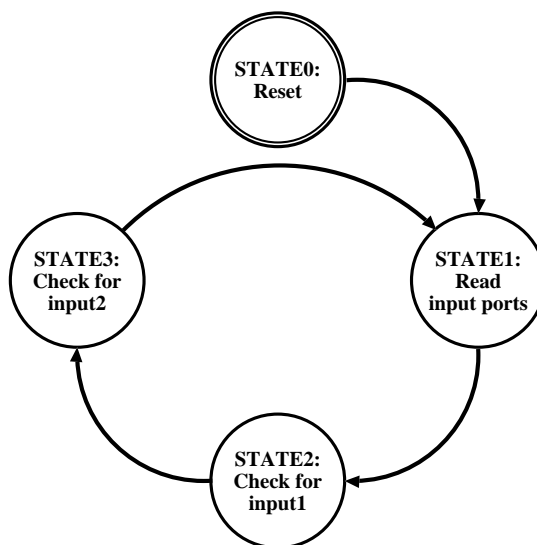 STATE0:
Reset
STATE3:
Check for
input2
STATE1:
Read
input ports
STATE2:
Check for
input1